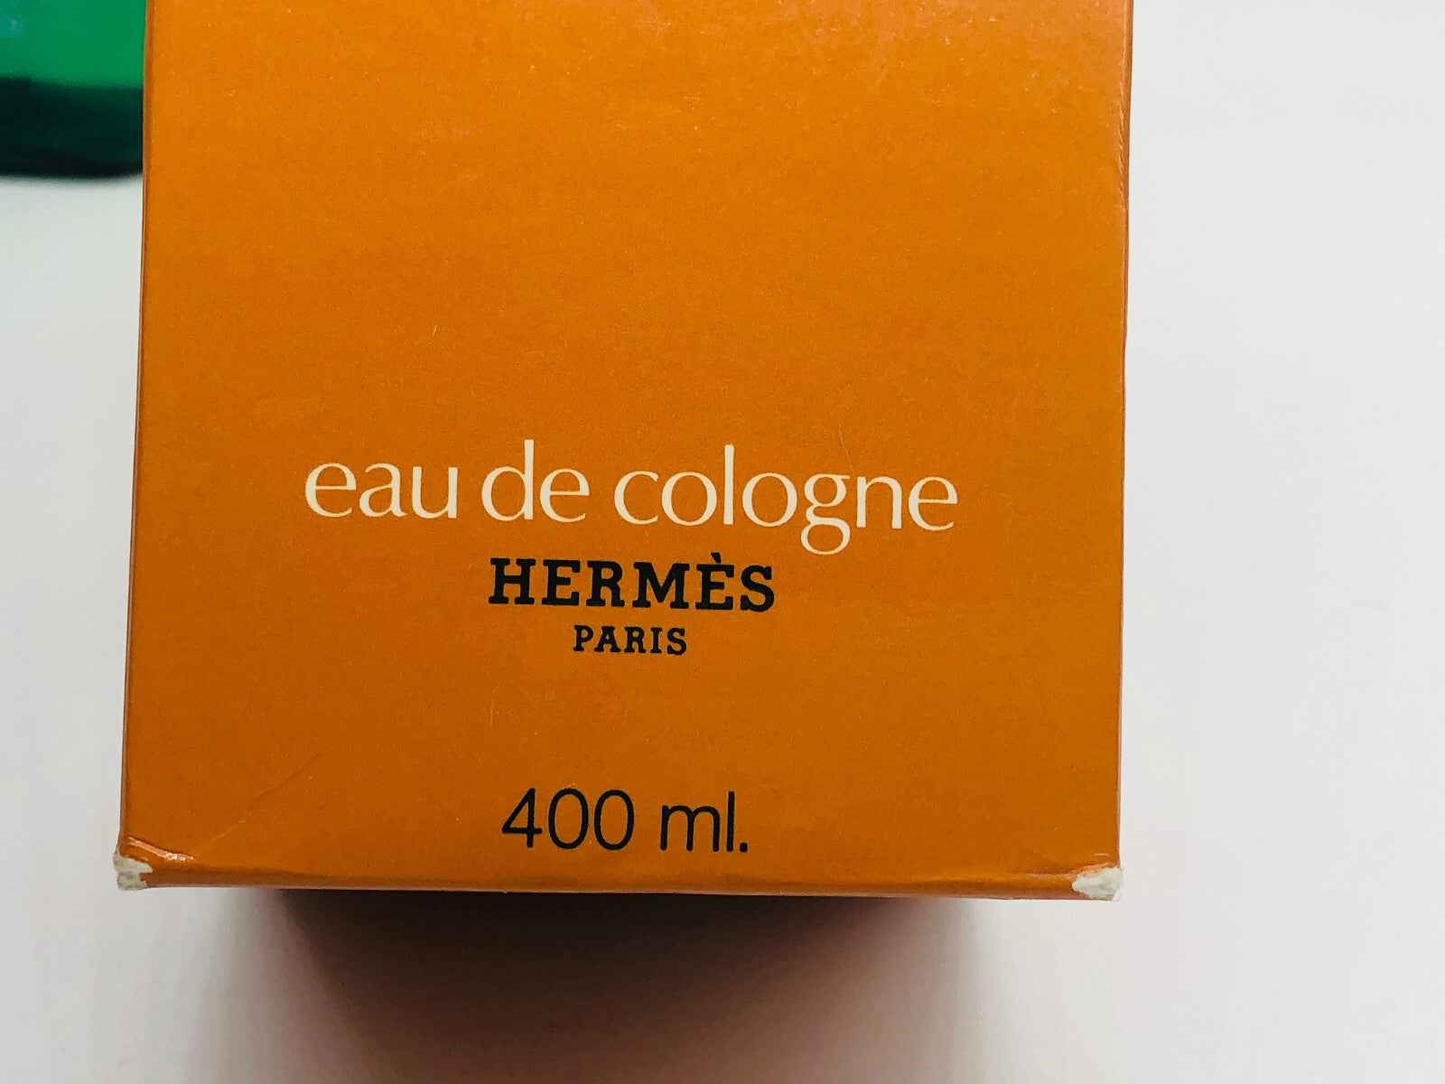 eau de cologne
HERMÈS
PARIS
400 ml.